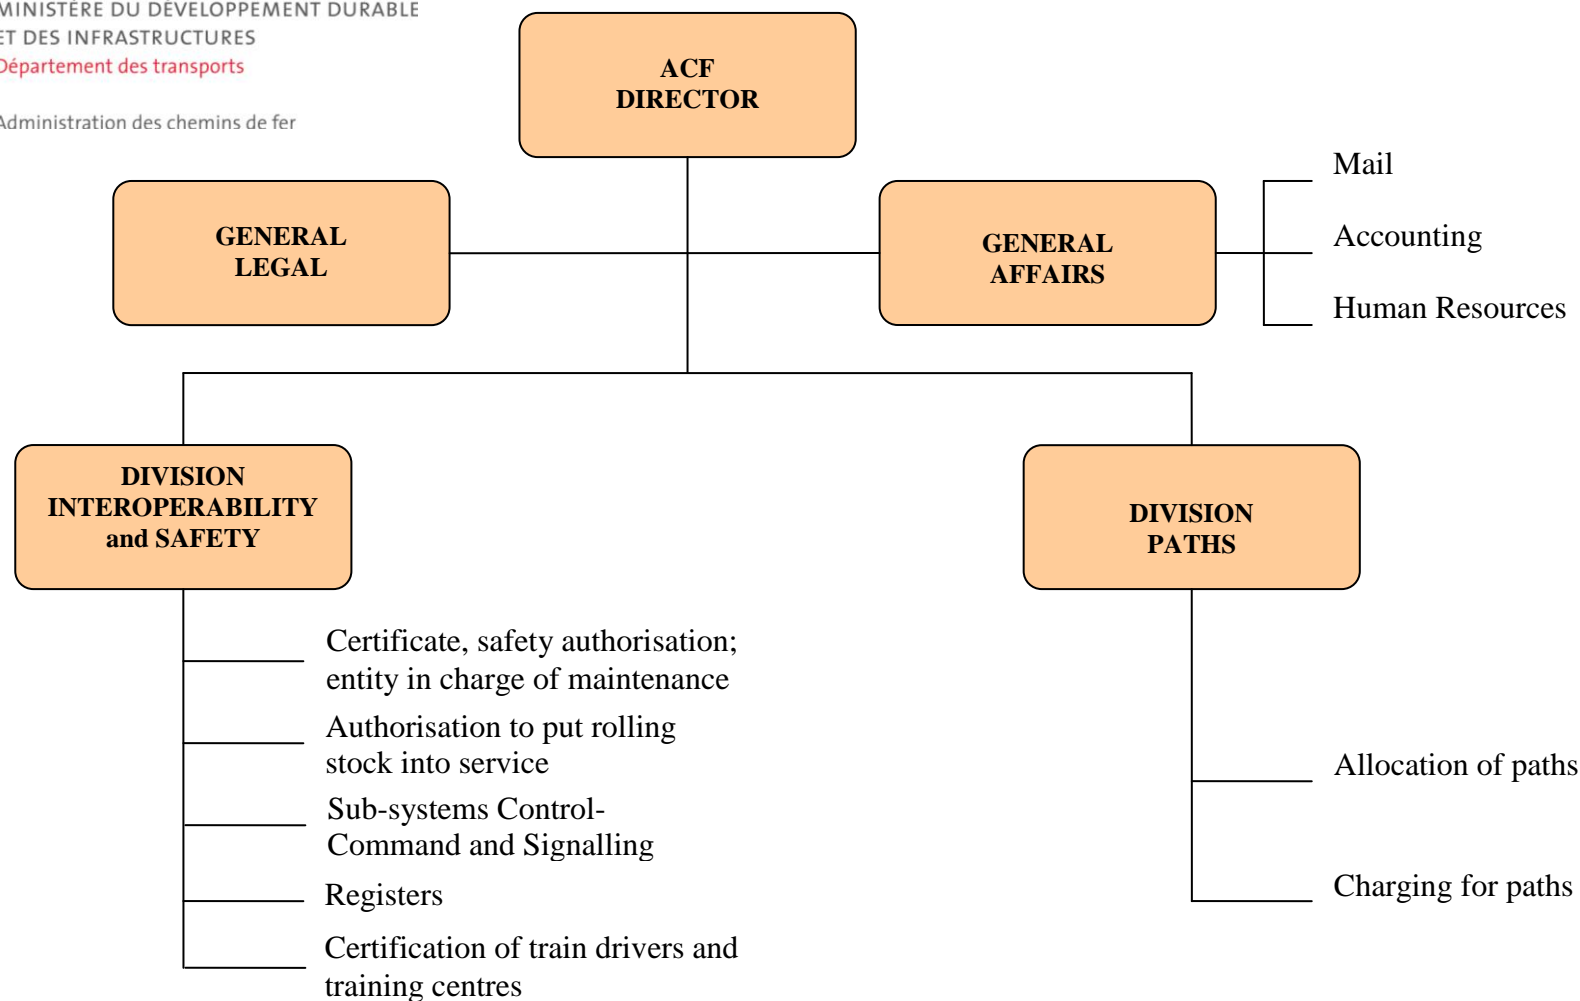 MINISTÈRE DU DÉVELOPPEMENT DURABLE
ET DES INFRASTRUCTURES
Département des transports
Administration des chemins de fer
ACF
DIRECTOR
GENERAL
LEGAL
GENERAL
AFFAIRS
Mail
Accounting
Human Resources
DIVISION
INTEROPERABILITY
and SAFETY
Certificate, safety authorisation;
entity in charge of maintenance
Authorisation to put rolling
stock into service
Sub-systems Control-
Command and Signalling
Registers
Certification of train drivers and
training centres
DIVISION
PATHS
Allocation of paths
Charging for paths